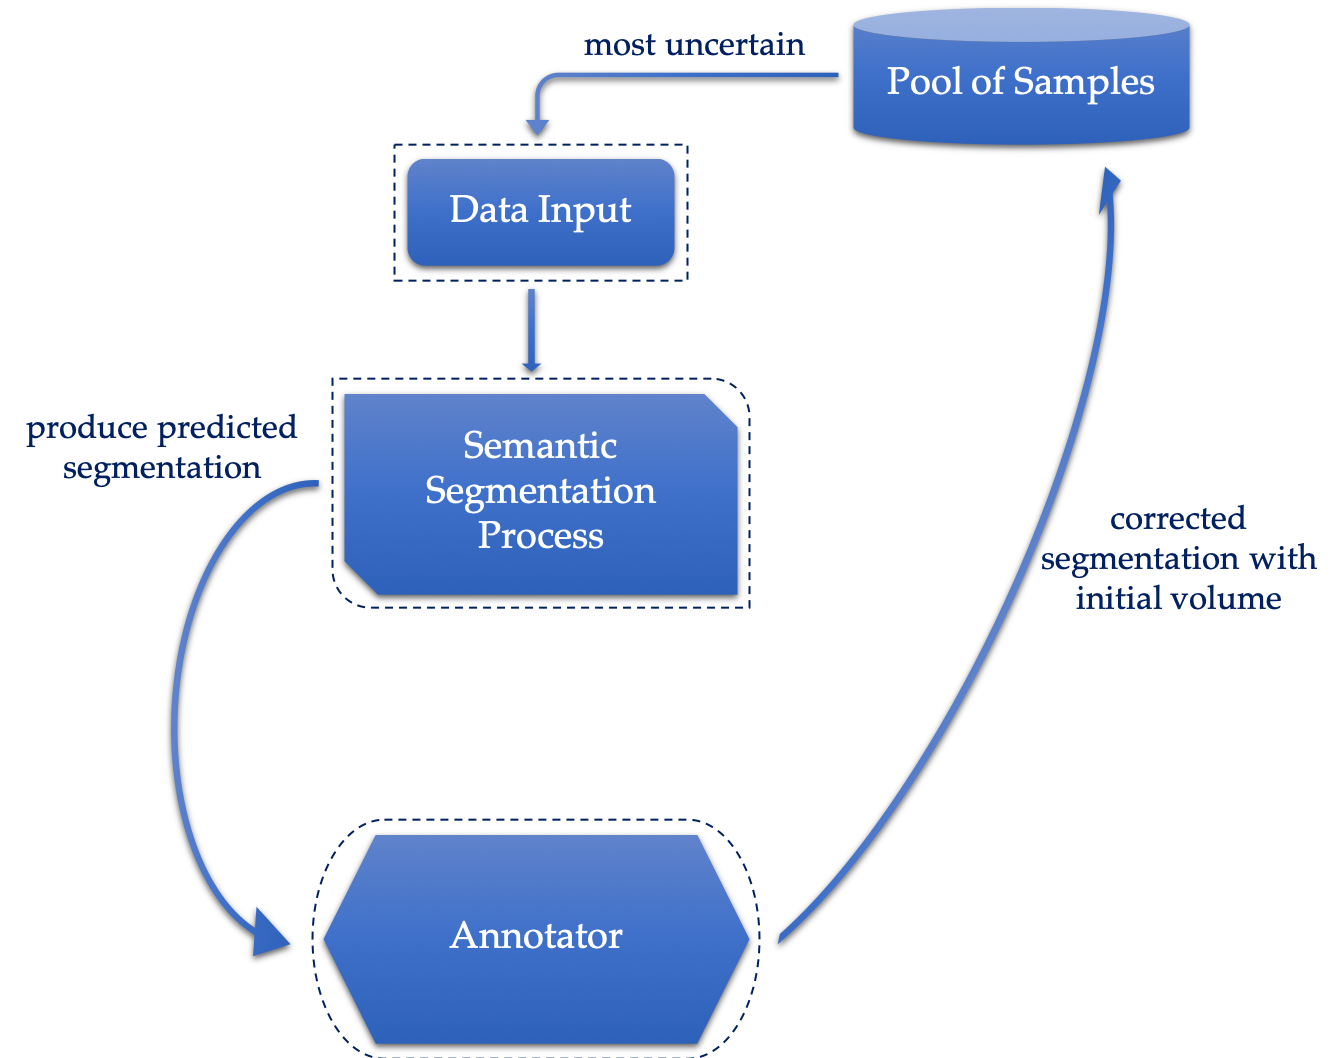 most uncertain
Pool of Samples
Data Input
produce predicted
segmentation
Semantic
Segmentation
Process
corrected
segmentation with
initial volume
Annotator